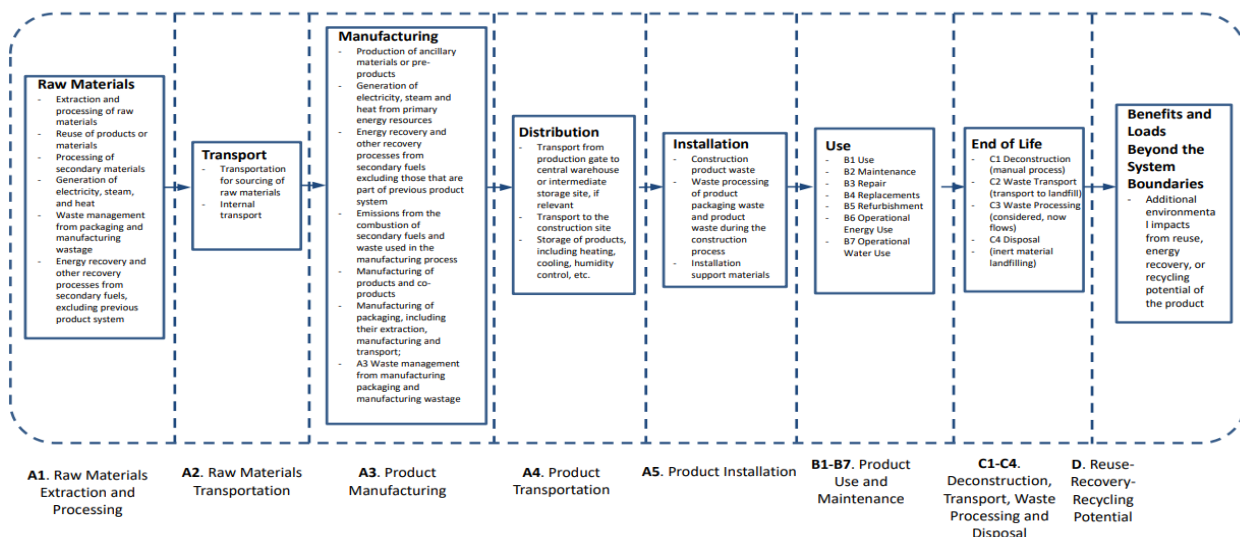 Raw Materials
- Extraction and
processing of raw
materials
- Reuse of products or
materials
- Processing of
secondary materials
- Generation of
electricity, steam,
and heat
- Waste management
from packaging and
manufacturing
wastage
- Energy recovery and
other recovery
processes from
secondary fuels,
excluding previous
product system
Transport
- Transportation
for sourcing of
raw materials
- Internal
transport
Manufacturing
- Production of ancillary
materials or pre-
products
- Generation of
electricity, steam and
heat from primary
energy resources
- Energy recovery and
other recovery
processes from
secondary fuels
excluding those that are
part of previous product
system
- Emissions from the
combustion of
secondary fuels and
waste used in the
manufacturing process
- Manufacturing of
products and co-
products
- Manufacturing of
packaging, including
their extraction,
manufacturing and
transport;
- A3 Waste management
from manufacturing
packaging and
manufacturing wastage
Distribution
- Transport from
production gate to
central warehouse
or intermediate
storage site, if
relevant
- Transport to the
construction site
- Storage of products,
including heating,
cooling, humidity
control, etc.
Installation
- Construction
product waste
- Waste processing
of product
packaging waste
and product
waste during the
construction
process
- Installation
support materials
Use
- B1 Use
- B2 Maintenance
- B3 Repair
- B4 Replacements
- B5 Refurbishment
- B6 Operational
Energy Use
- B7 Operational
Water Use
End of Life
- C1 Deconstruction
(manual process)
- C2 Waste Transport
(transport to landfill)
- C3 Waste Processing
(considered, now
flows)
- C4 Disposal
- (inert material
landfilling)
Benefits and
Loads
Beyond the
System
Boundaries
- Additional
environmenta
l impacts
from reuse,
energy
recovery, or
recycling
potential of
the product
A1. Raw Materials
Extraction and
Processing
A2. Raw Materials
Transportation
A3. Product
Manufacturing
A4. Product
Transportation
A5. Product Installation
B1-B7. Product
Use and
Maintenance
C1-C4.
Deconstruction,
Transport, Waste
Processing and
Disposal
D. Reuse-
Recovery-
Recycling
Potential